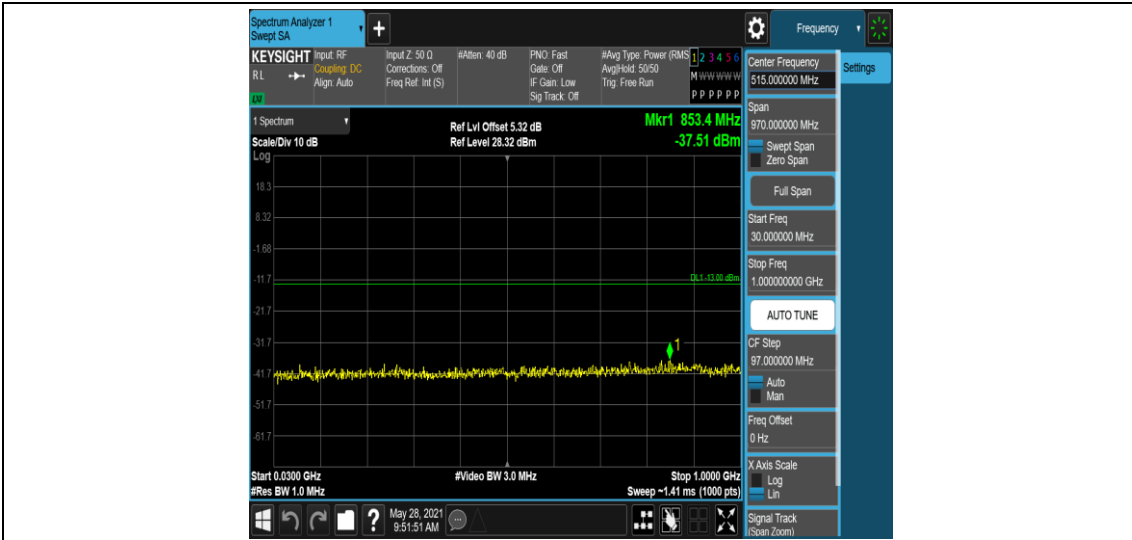 Spectrum Analyzer 1
Swept SA
+
Frequency
KEYSIGHT
RL
Input: RF
Coupling: DC
Align: Auto
Input Z: 50 Ω
Corrections: Off
Freq Ref: Int (S)
#Atten: 40 dB
PNO: Fast
Gate: Off
IF Gain: Low
Sig Track: Off
#Avg Type: Power (RMS
Avg|Hold: 50/50
Trig: Free Run
1 2 3 4 5 6
M W W W W W
P P P P P P
1 Spectrum
Scale/Div 10 dB
Log
Ref Lvl Offset 5.32 dB
Ref Level 28.32 dBm
Mkr1 853.4 MHz
-37.51 dBm
18.3
8.32
-1.68
-11.7
DL1 -13.00 dBm
-21.7
-31.7
1
-41.7
-51.7
-61.7
Start 0.0300 GHz
#Res BW 1.0 MHz
#Video BW 3.0 MHz
Stop 1.0000 GHz
Sweep ~1.41 ms (1000 pts)
?
May 28, 2021
9:51:51 AM
Center Frequency
515.000000 MHz
Settings
Span
970.000000 MHz
Swept Span
Zero Span
Full Span
Start Freq
30.000000 MHz
Stop Freq
1.000000000 GHz
AUTO TUNE
CF Step
97.000000 MHz
Auto
Man
Freq Offset
0 Hz
X Axis Scale
Log
Lin
Signal Track
(Span Zoom)